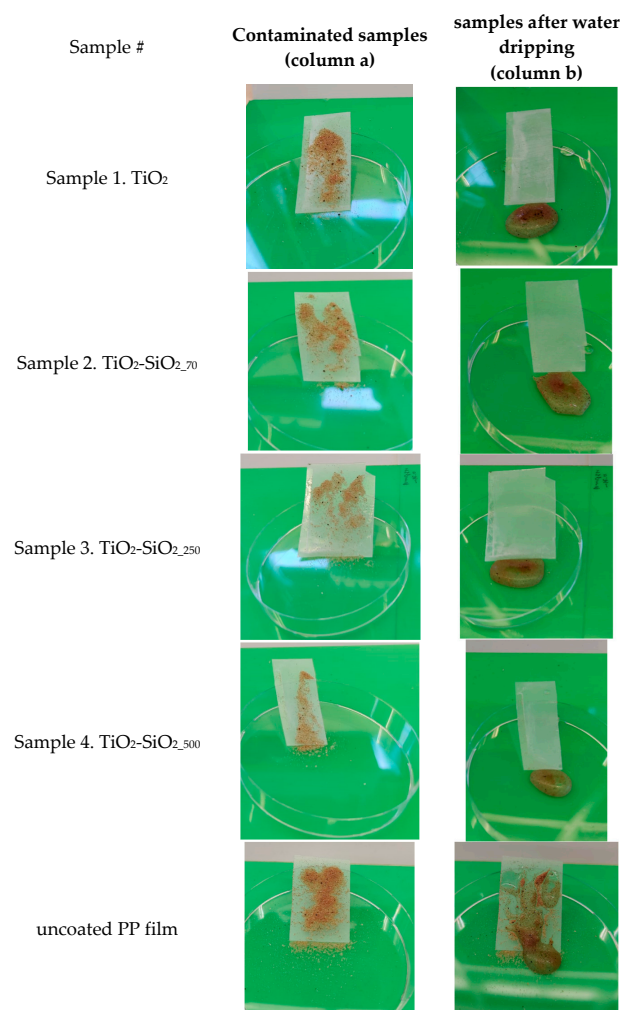 Sample #
Contaminated samples
(column a)
samples after water
dripping
(column b)
Sample 1. TiO₂
Sample 2. TiO₂-SiO₂_70
Sample 3. TiO₂-SiO₂_250
Sample 4. TiO₂-SiO₂_500
uncoated PP film